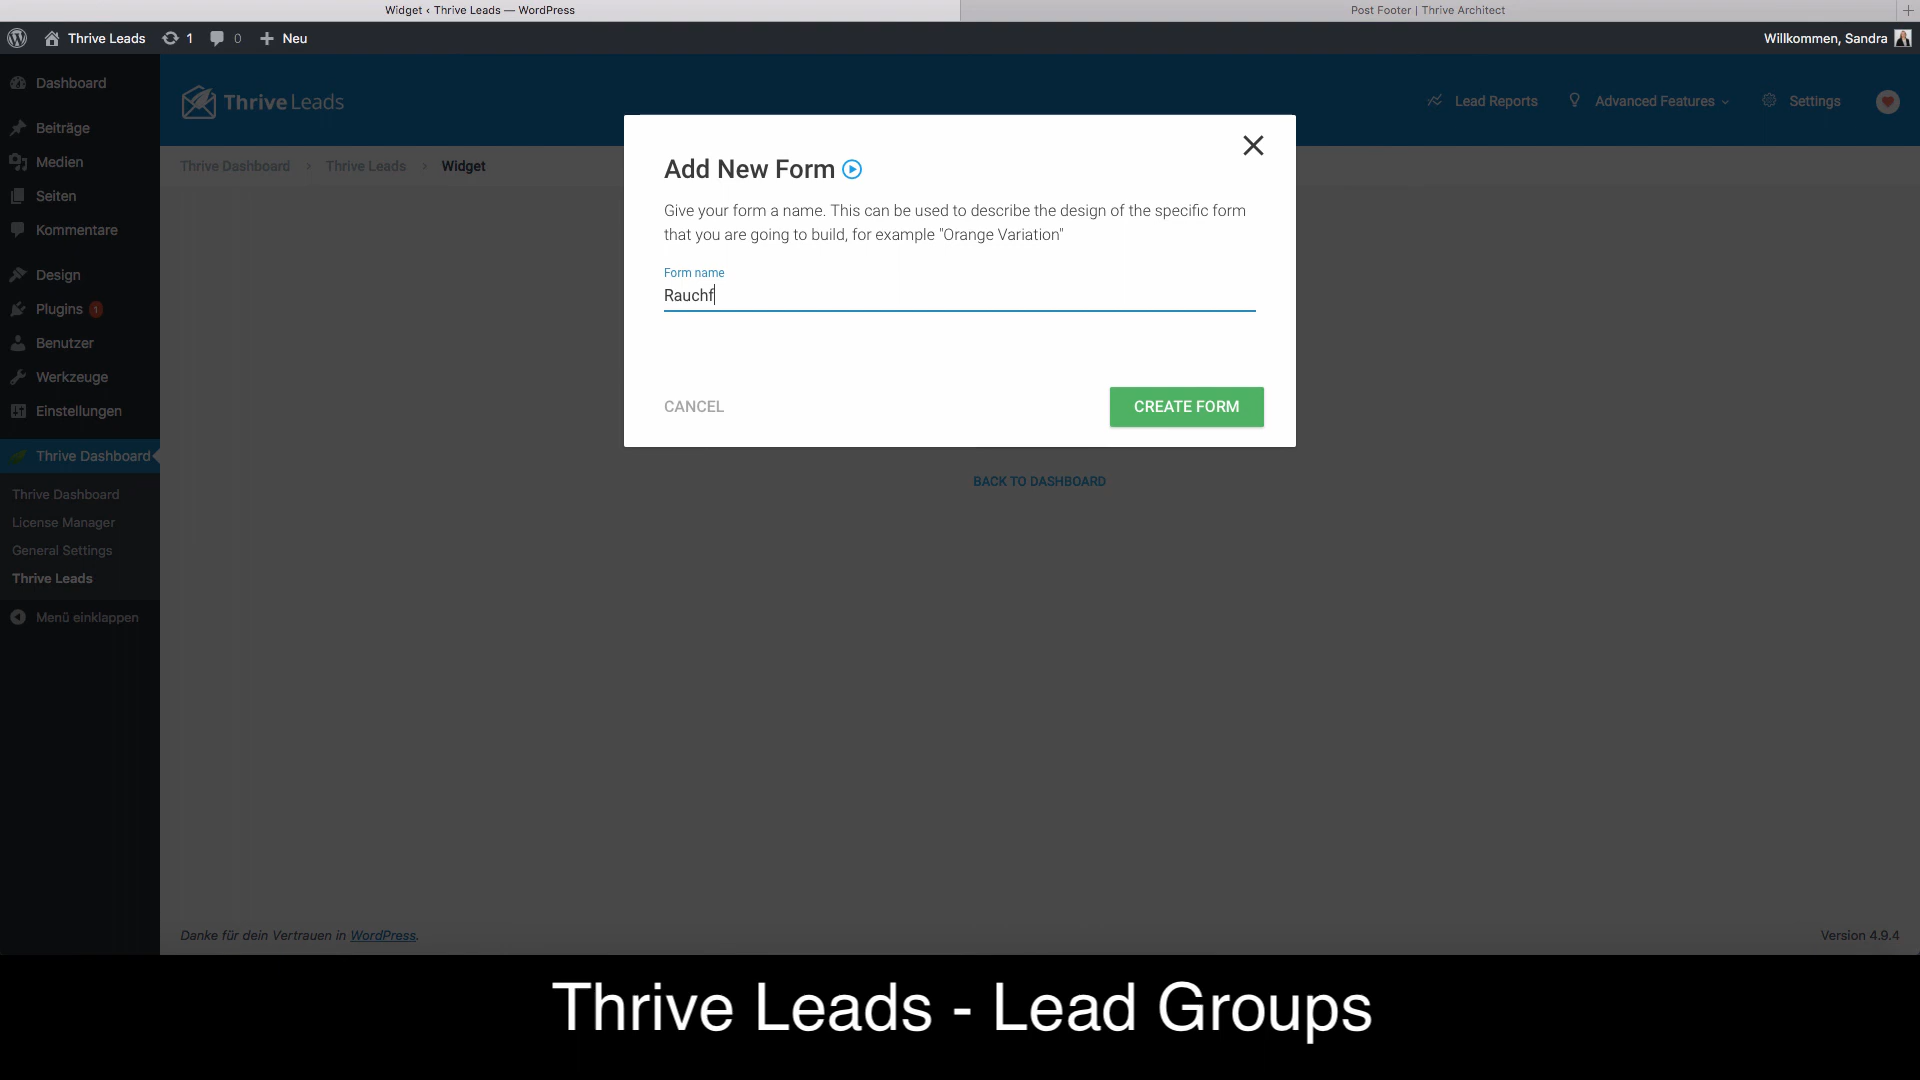 Widget ‹ Thrive Leads — WordPress
Post Footer | Thrive Architect
Thrive Leads
1
0
Neu
Willkommen, Sandra
Dashboard
Beiträge
Medien
Seiten
Kommentare
Design
Plugins 1
Benutzer
Werkzeuge
Einstellungen
Thrive Dashboard
Thrive Dashboard
License Manager
General Settings
Thrive Leads
Menü einklappen
Thrive Leads
Lead Reports
Advanced Features
Settings
Thrive Dashboard
Thrive Leads
Widget
Add New Form
Give your form a name. This can be used to describe the design of the specific form
that you are going to build, for example "Orange Variation"
Form name
Rauchf
CANCEL
CREATE FORM
BACK TO DASHBOARD
Danke für dein Vertrauen in WordPress.
Version 4.9.4
Thrive Leads - Lead Groups